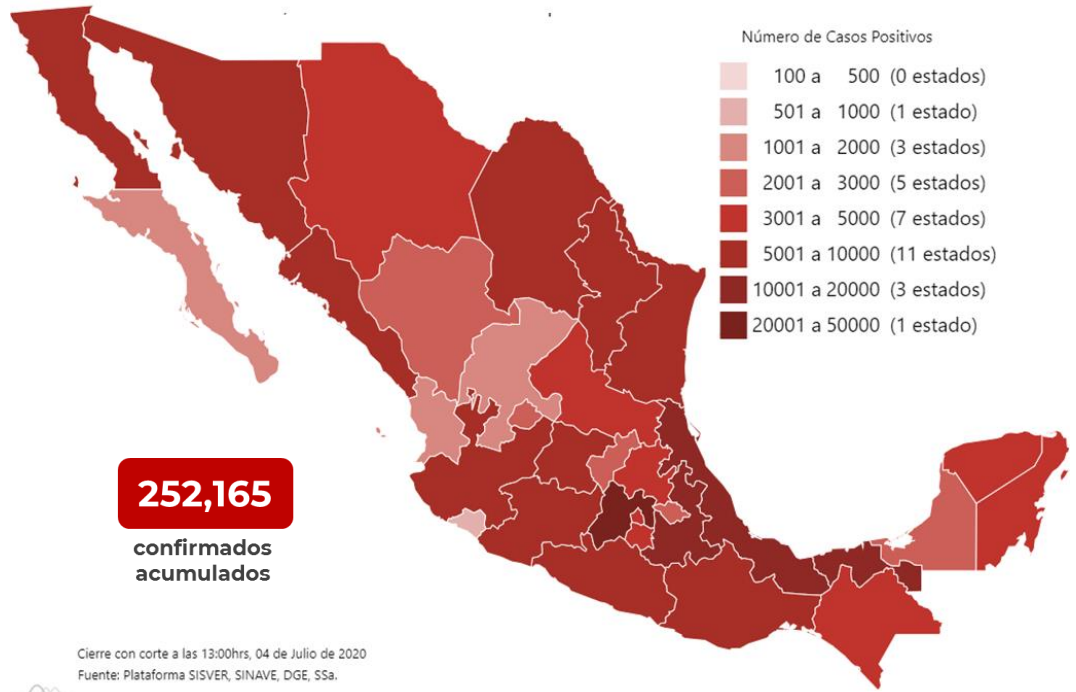 Número de Casos Positivos
100 a 500 (0 estados)
501 a 1000 (1 estado)
1001 a 2000 (3 estados)
2001 a 3000 (5 estados)
3001 a 5000 (7 estados)
5001 a 10000 (11 estados)
10001 a 20000 (3 estados)
20001 a 50000 (1 estado)
252,165
confirmados
acumulados
Cierre con corte a las 13:00hrs, 04 de Julio de 2020
Fuente: Plataforma SISVER, SINAVE, DGE, SSa.